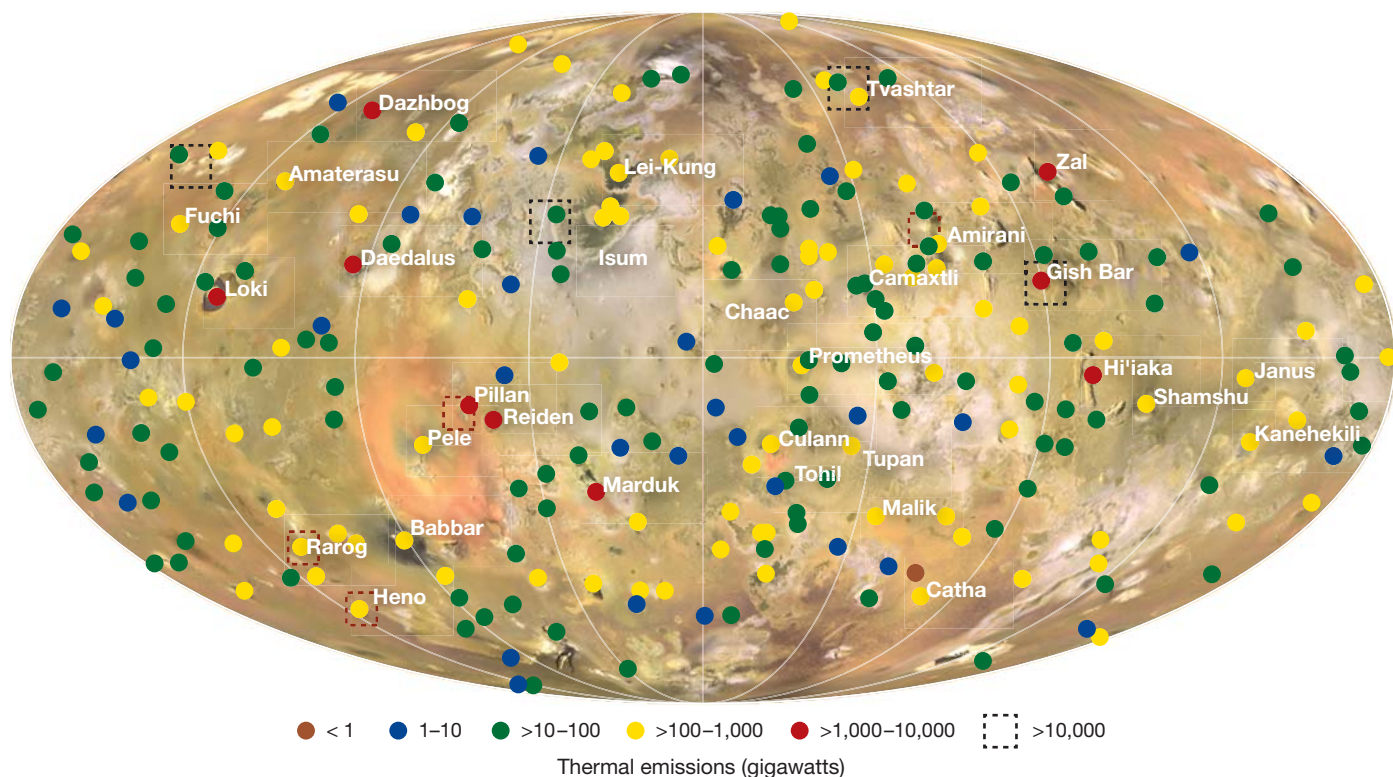 Dazhbog
Tvashtar
Amaterasu
Lei-Kung
Zal
Fuchi
Amirani
Daedalus
Isum
Camaxtli
Gish Bar
Loki
Chaac
Prometheus
Hi'iaka
Janus
Pillan
Reiden
Shamshu
Pele
Culann
Tupan
Kanehekili
Tohil
Marduk
Malik
Babbar
Rarog
Heno
Catha
< 1 1–10 >10–100 >100–1,000 >1,000–10,000 >10,000
Thermal emissions (gigawatts)